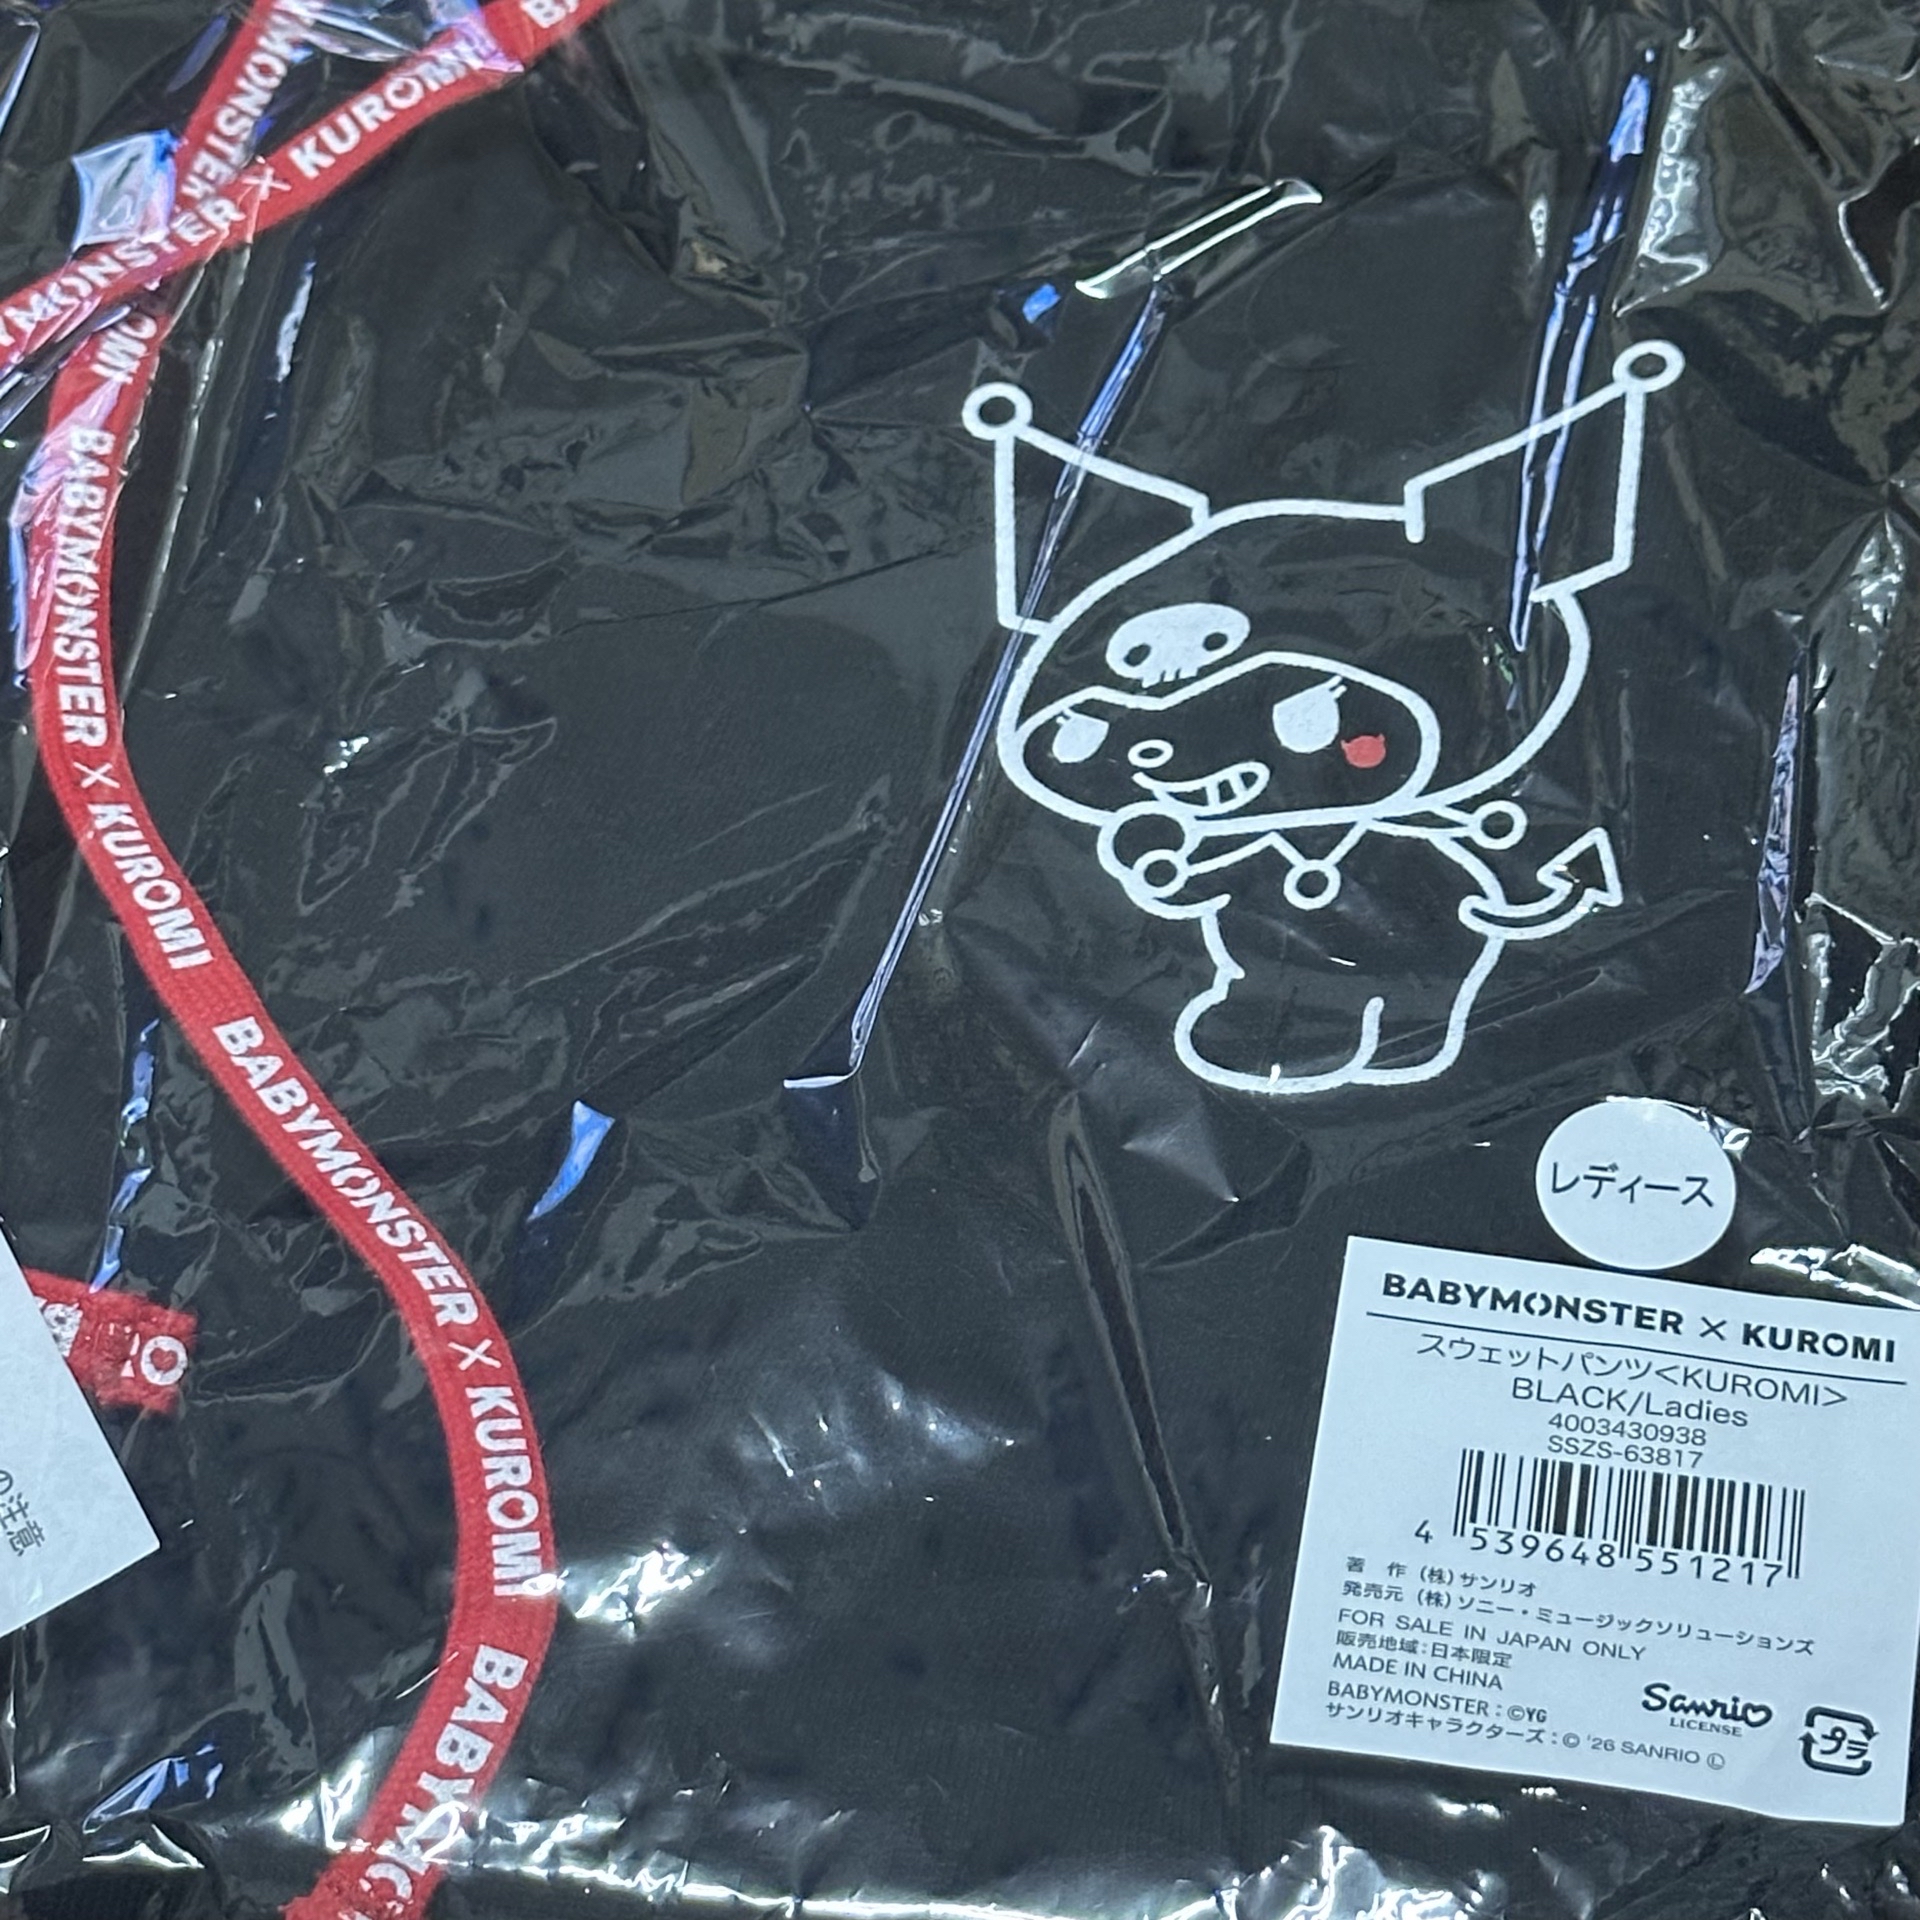 BABYMONSTER × KUROMI
BABYMONSTER × KUROMI
BABYMONSTER × KUROMI
レディース
BABYMONSTER × KUROMI
スウェットパンツ<KUROMI>
BLACK/Ladies
4003430938
SSZS-63817
4 539648 551217
著 作 (株)サンリオ
発売元 (株)ソニー・ミュージックソリューションズ
FOR SALE IN JAPAN ONLY
販売地域:日本限定
MADE IN CHINA
BABYMONSTER:©YG
サンリオキャラクターズ:© '26 SANRIO Ⓛ
Sanrio
LICENSE
プラ
の注意